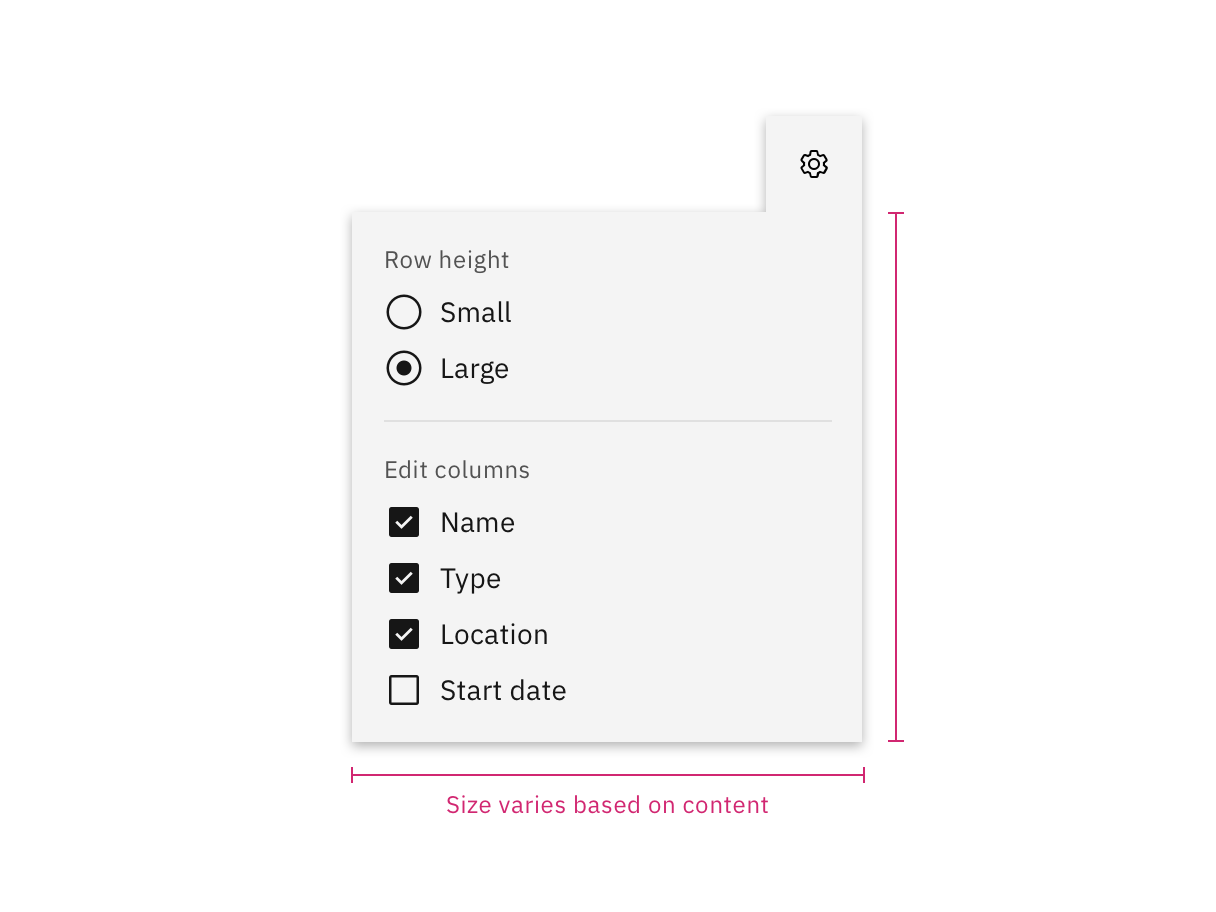 Row height
Small
Large
Edit columns
Name
Type
Location
Start date
Size varies based on content